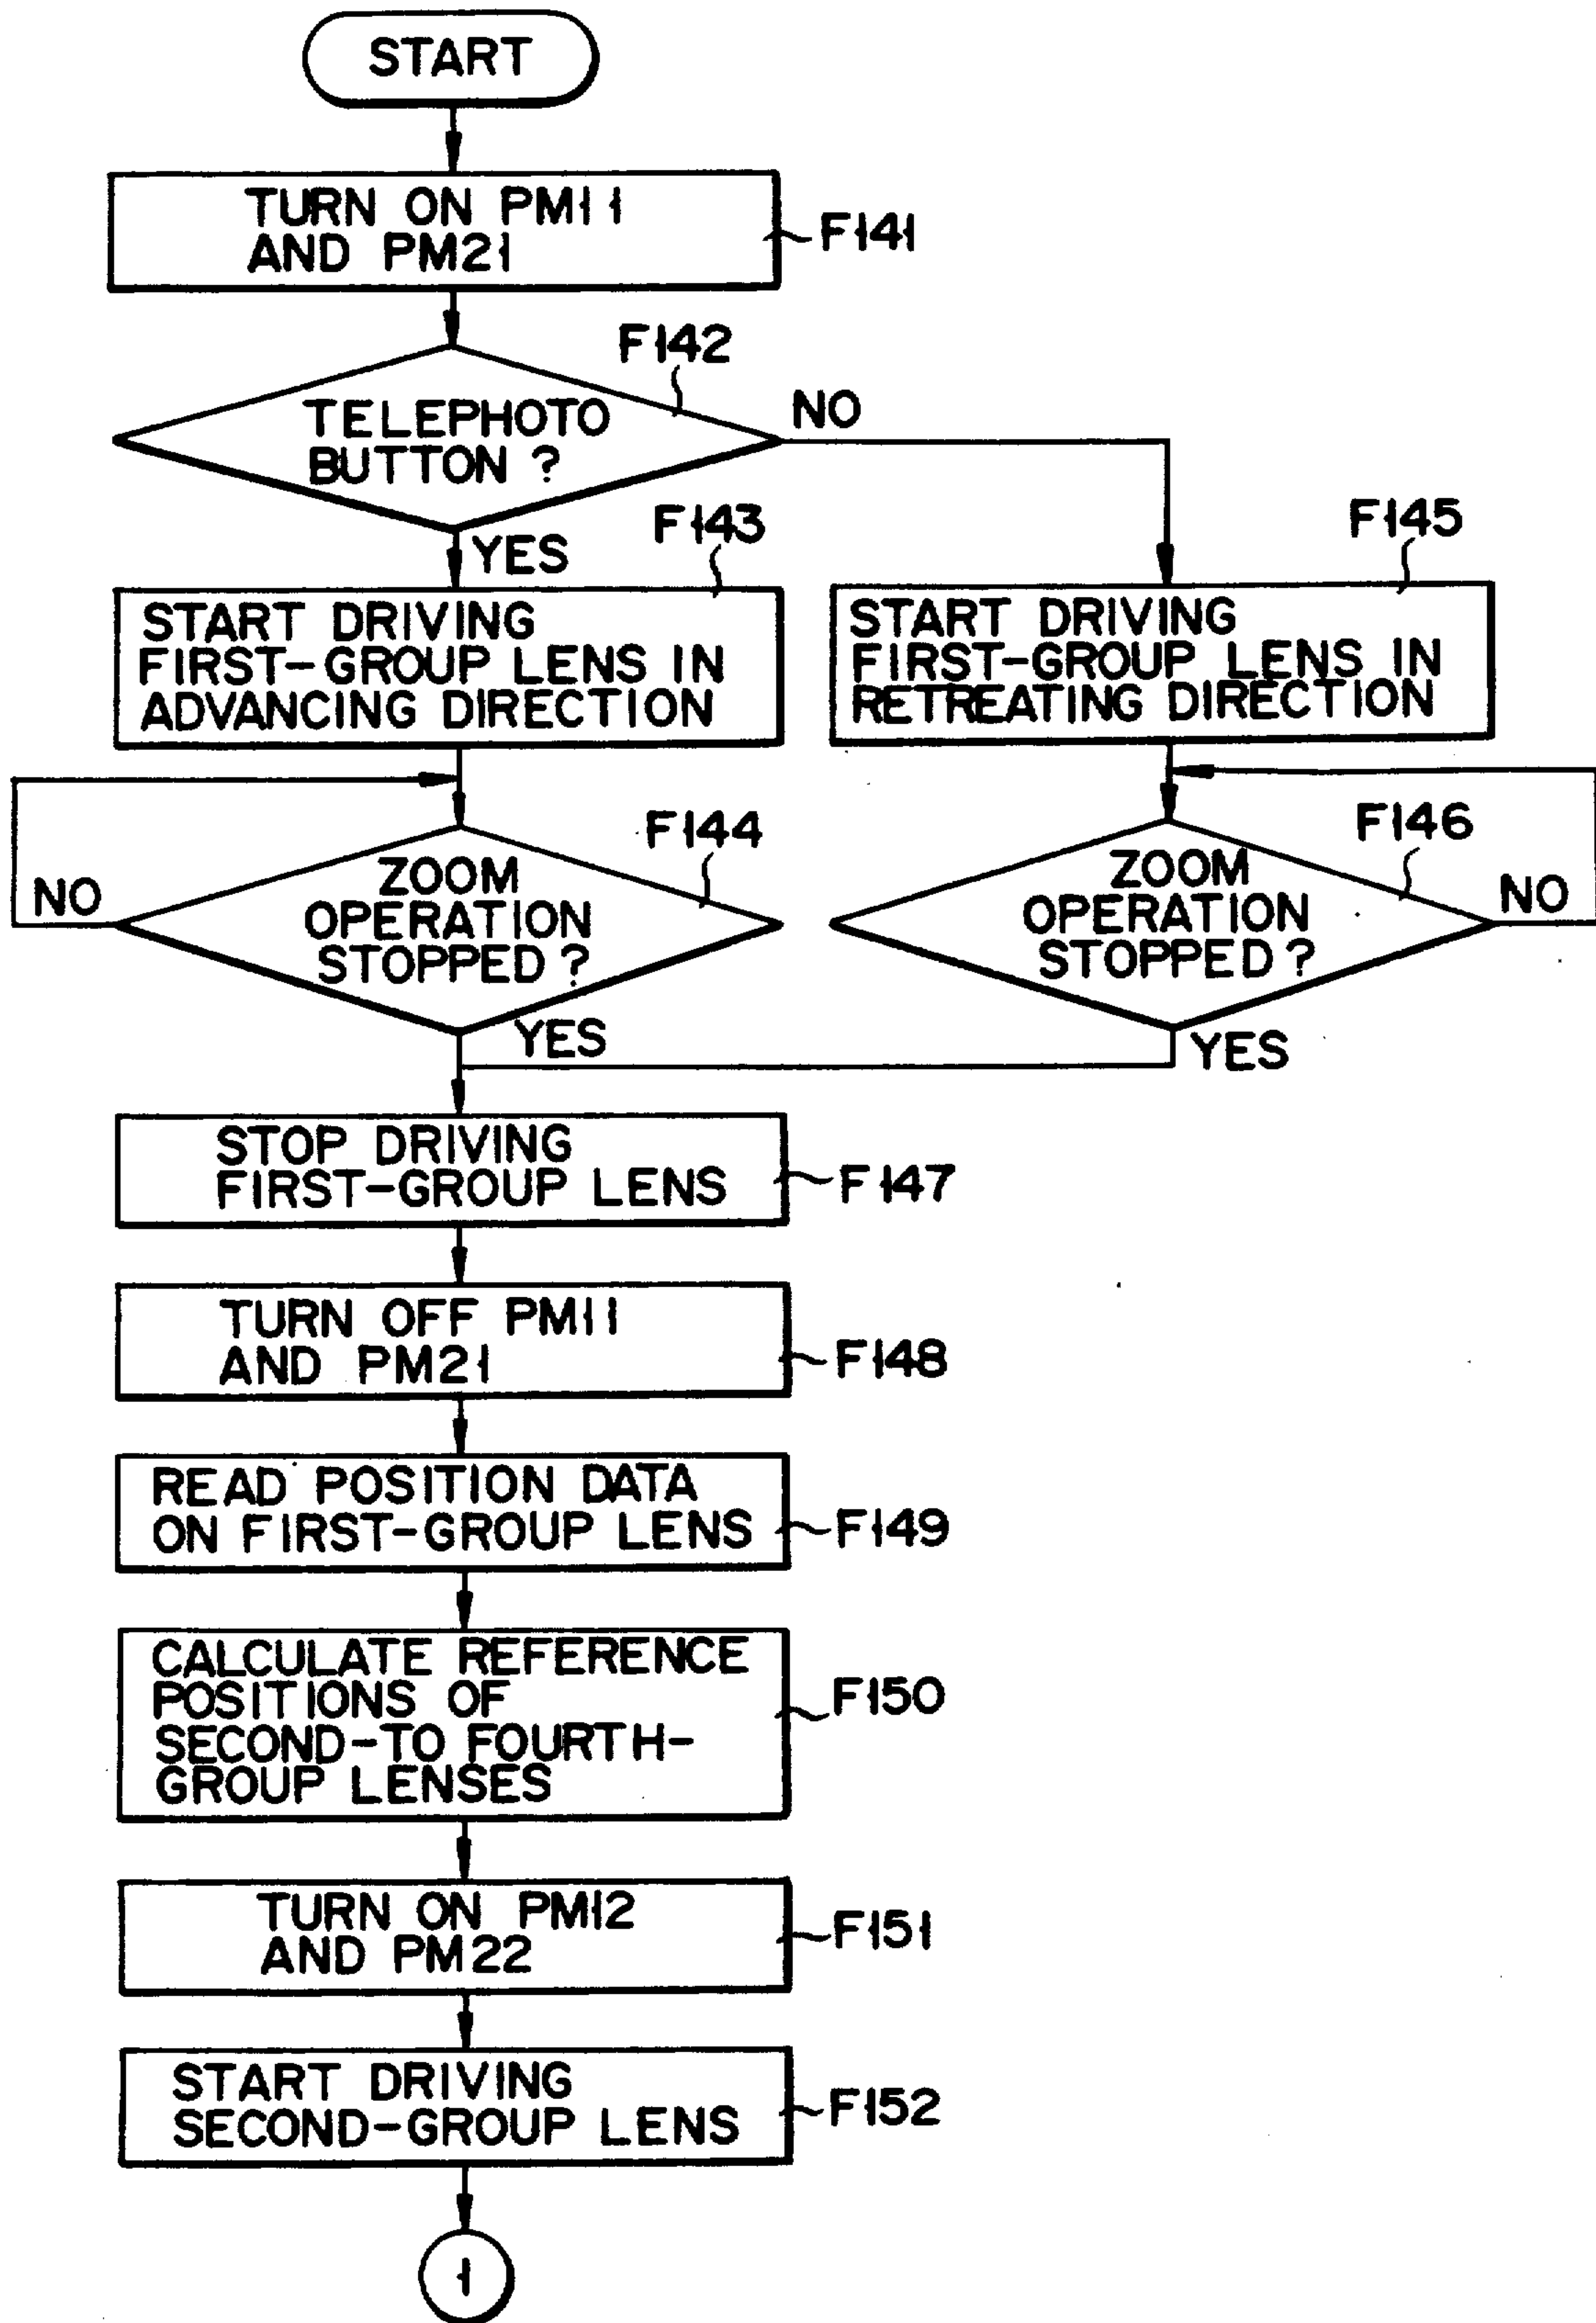 START
TURN ON PM11
AND PM21
F141
F142
TELEPHOTO
BUTTON ?
NO
YES
F143
START DRIVING
FIRST-GROUP LENS IN
ADVANCING DIRECTION
F145
START DRIVING
FIRST-GROUP LENS IN
RETREATING DIRECTION
F144
ZOOM
OPERATION
STOPPED ?
NO
YES
F146
ZOOM
OPERATION
STOPPED ?
NO
YES
STOP DRIVING
FIRST-GROUP LENS
F147
TURN OFF PM11
AND PM21
F148
READ POSITION DATA
ON FIRST-GROUP LENS
F149
CALCULATE REFERENCE
POSITIONS OF
SECOND-TO FOURTH-
GROUP LENSES
F150
TURN ON PM12
AND PM22
F151
START DRIVING
SECOND-GROUP LENS
F152
1